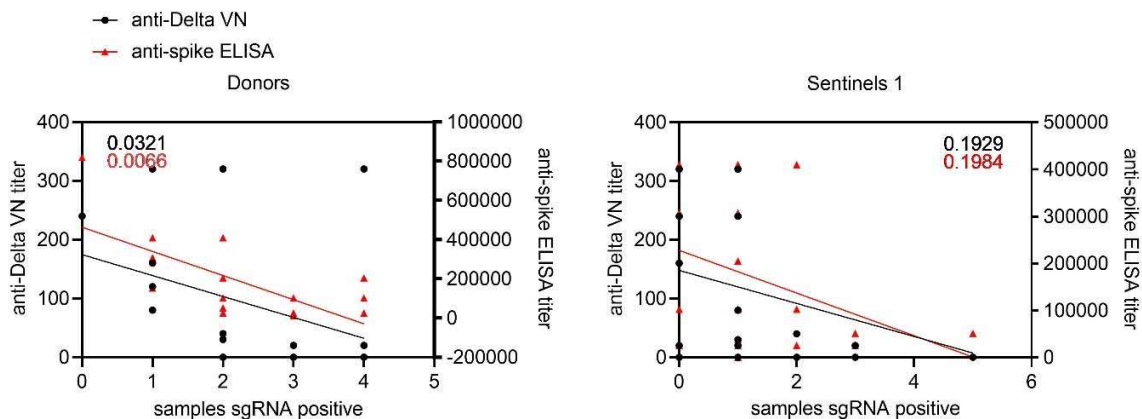 anti-Delta VN
anti-spike ELISA
Donors
400
300
200
100
0
anti-Delta VN titer
0.0321
0.0066
1000000
800000
600000
400000
200000
0
-200000
anti-spike ELISA titer
0 1 2 3 4 5
samples sgRNA positive
Sentinels 1
400
300
200
100
0
anti-Delta VN titer
0.1929
0.1984
500000
400000
300000
200000
100000
0
anti-spike ELISA titer
0 2 4 6
samples sgRNA positive